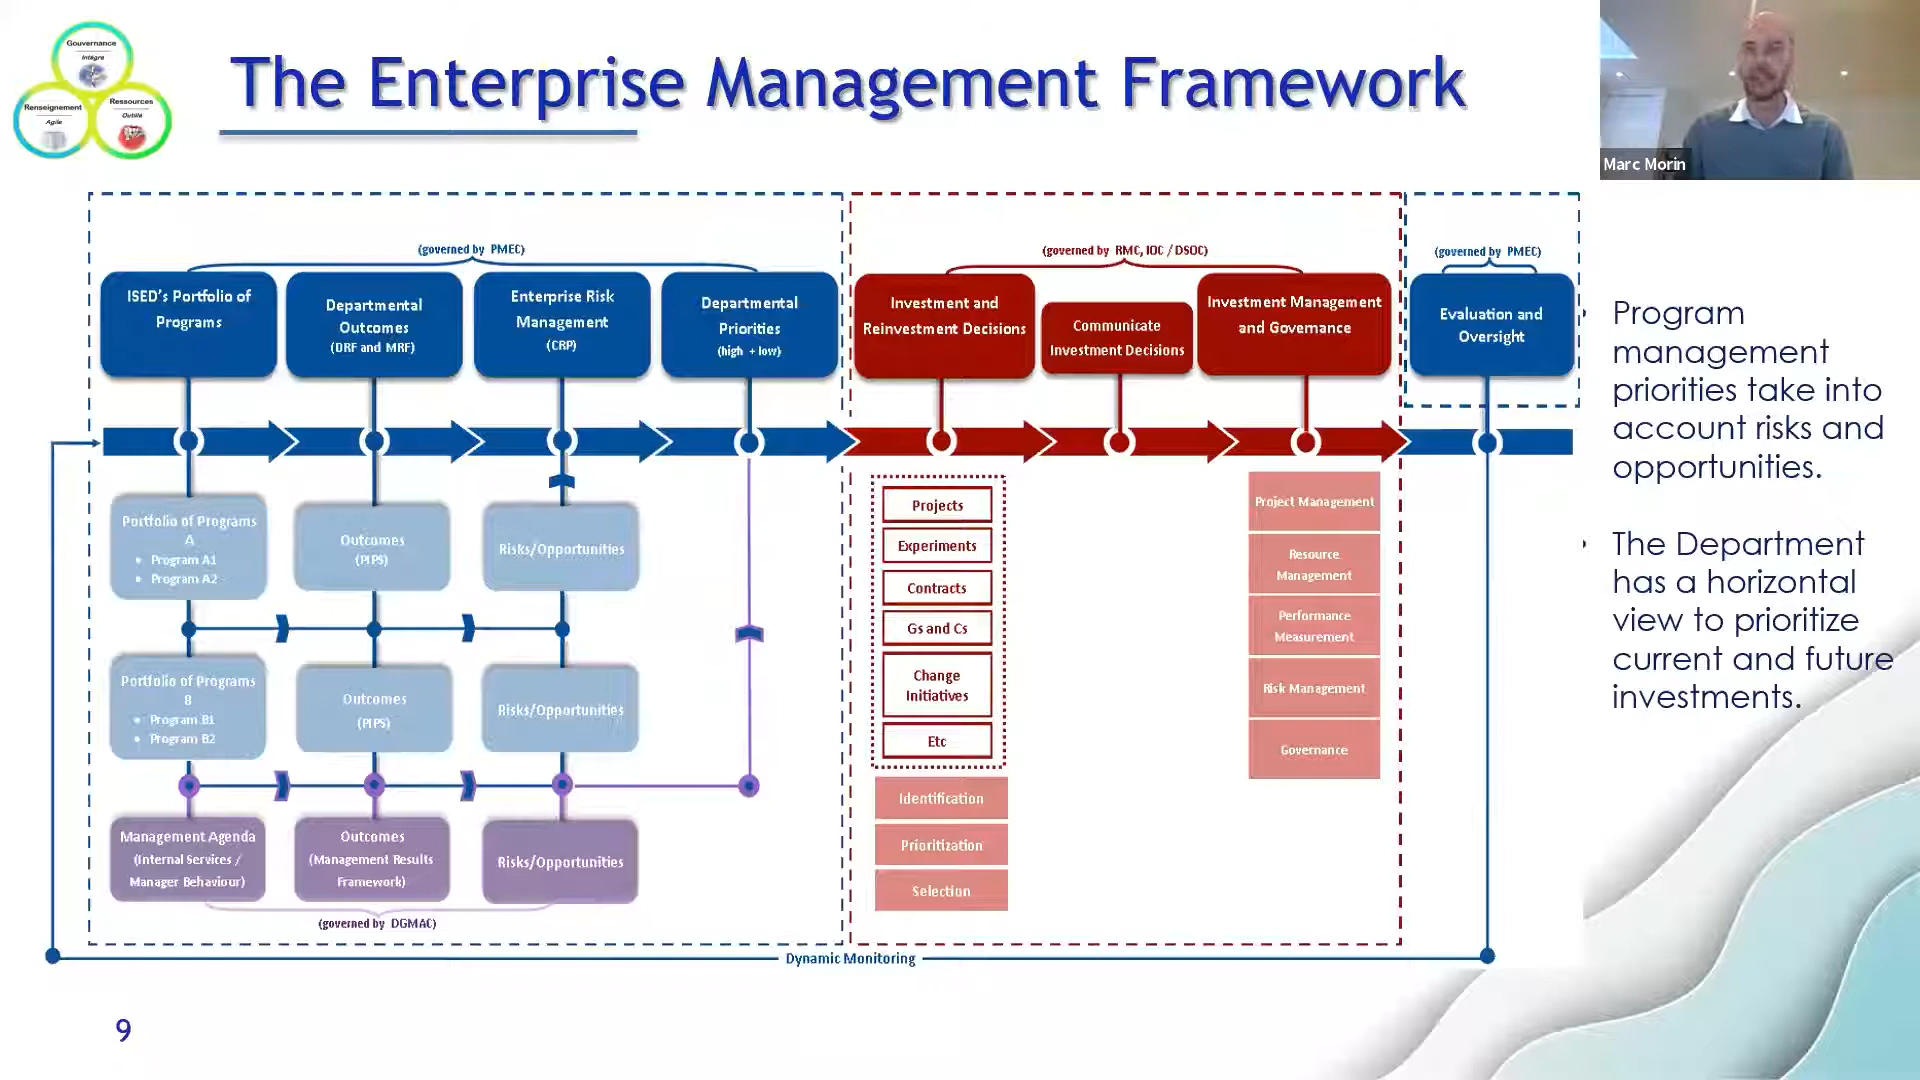 Gouvernance
Intègre
Renseignement
Agile
Ressources
Outillé
The Enterprise Management Framework
Marc Morin
(governed by PMEC)
(governed by RMC, IOC / DSOC)
(governed by PMEC)
ISED's Portfolio of
Programs
Departmental
Outcomes
(DRF and MRF)
Enterprise Risk
Management
(CRP)
Departmental
Priorities
(high + low)
Investment and
Reinvestment Decisions
Communicate
Investment Decisions
Investment Management
and Governance
Evaluation and
Oversight
Portfolio of Programs
A
• Program A1
• Program A2
Outcomes
(PIPS)
Risks/Opportunities
Portfolio of Programs
B
• Program B1
• Program B2
Outcomes
(PIPS)
Risks/Opportunities
Management Agenda
(Internal Services /
Manager Behaviour)
Outcomes
(Management Results
Framework)
Risks/Opportunities
(governed by DGMAC)
Projects
Experiments
Contracts
Gs and Cs
Change
Initiatives
Etc
Identification
Prioritization
Selection
Project Management
Resource
Management
Performance
Measurement
Risk Management
Governance
Dynamic Monitoring
Program
management
priorities take into
account risks and
opportunities.
The Department
has a horizontal
view to prioritize
current and future
investments.
9